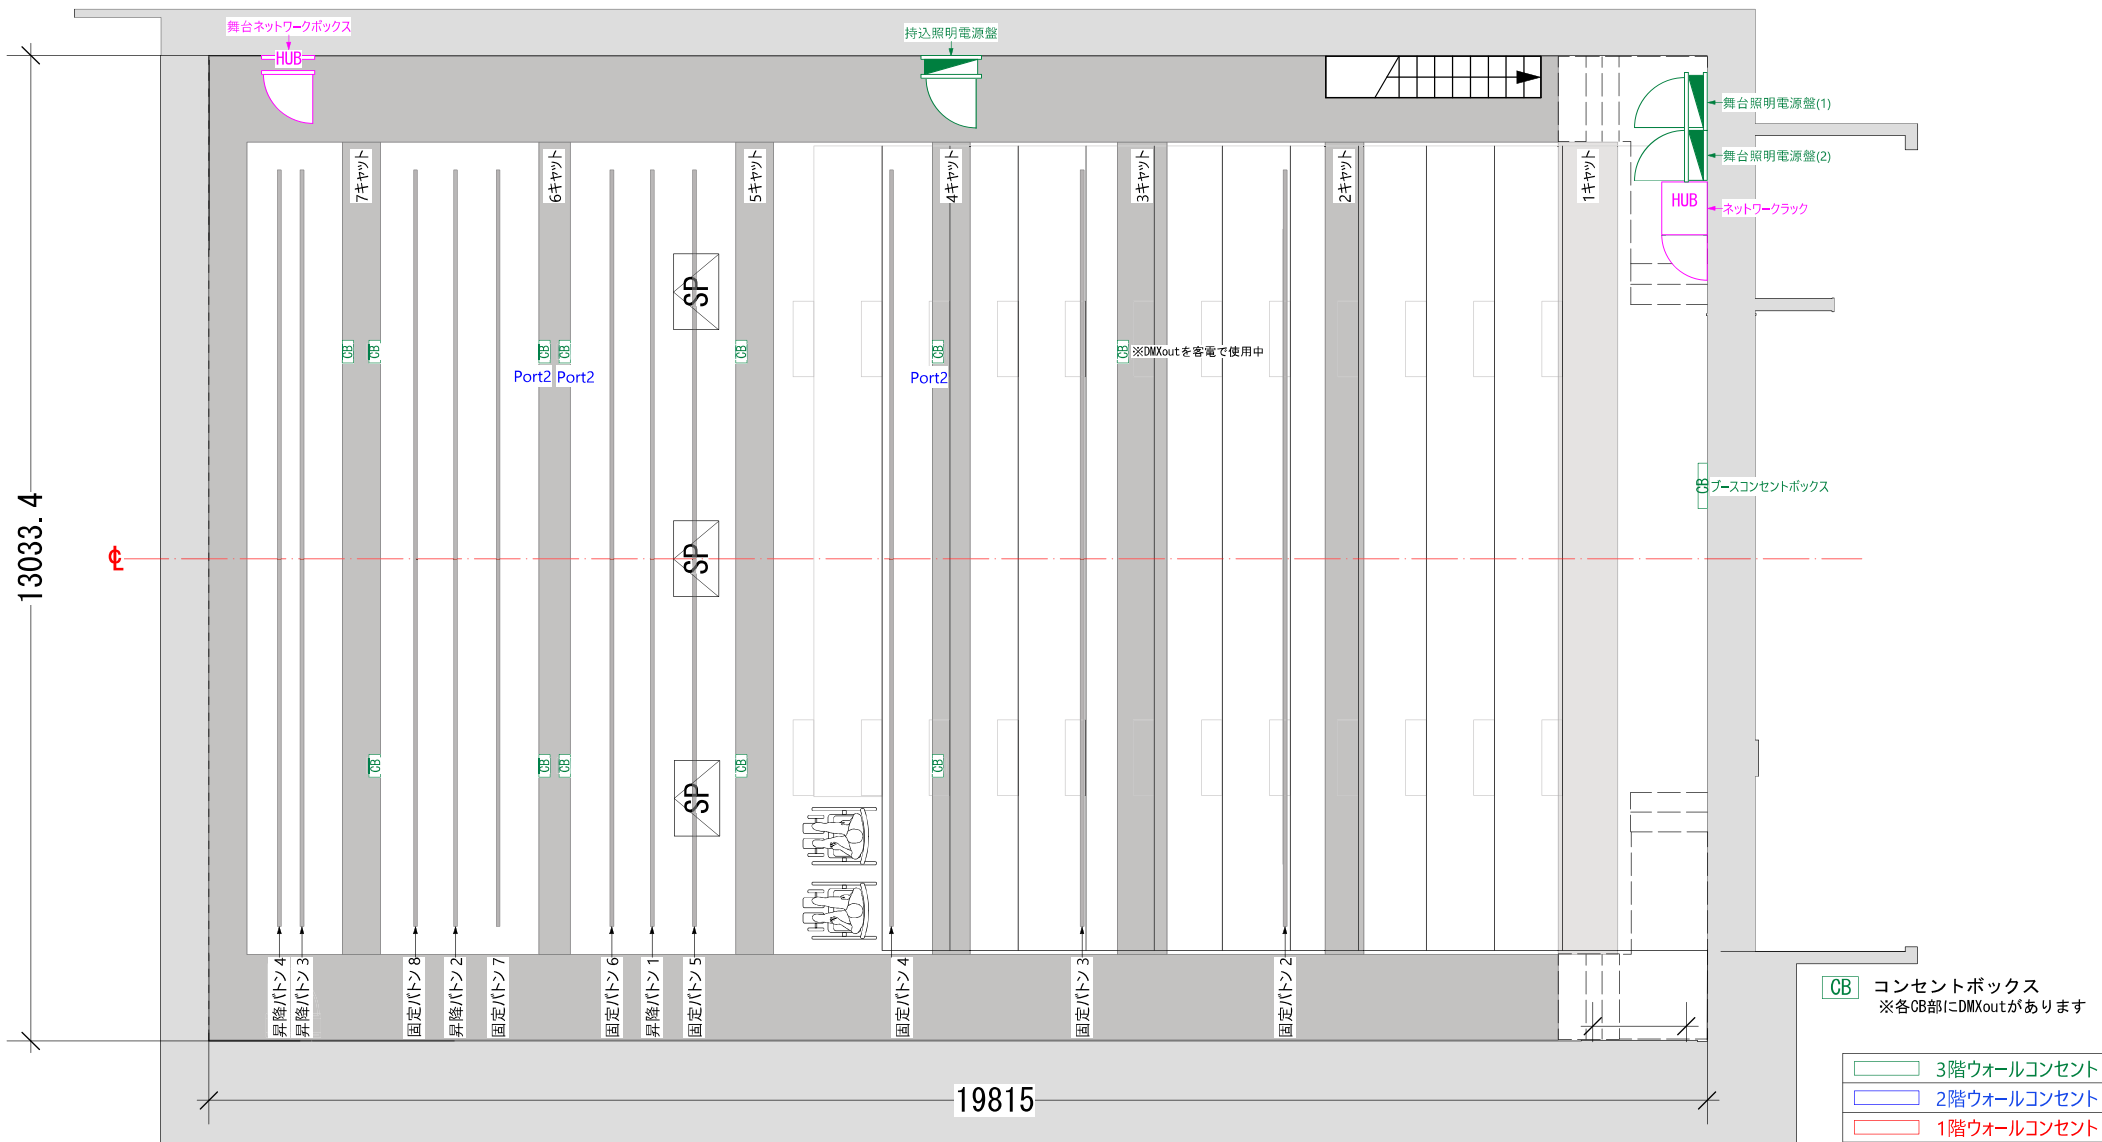 舞台ネットワークボックス
HUB
持込照明電源盤
舞台照明電源盤(1)
舞台照明電源盤(2)
HUB
ネットワークラック
7キャット
6キャット
5キャット
4キャット
3キャット
2キャット
1キャット
SP
CB
CB
CB
CB
CB
CB
CB
※DMXoutを客電で使用中
Port2
Port2
Port2
CB
ブースコンセントボックス
13033.4
℄
SP
SP
CB
CB
CB
CB
CB
昇降バトン 4
昇降バトン 3
固定バトン 8
昇降バトン 2
固定バトン 7
固定バトン 6
昇降バトン 1
固定バトン 5
固定バトン 4
固定バトン 3
固定バトン 2
CB コンセントボックス
※各CB部にDMXoutがあります
19815
3階ウォールコンセント
2階ウォールコンセント
1階ウォールコンセント